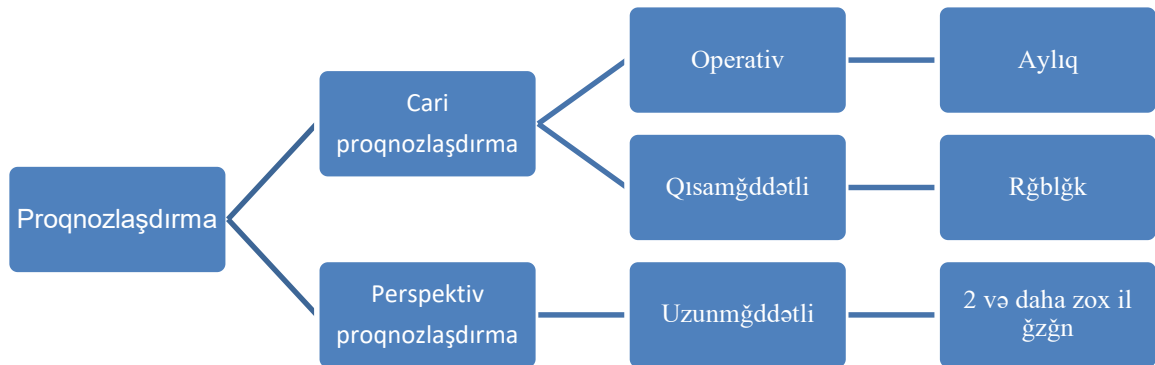 Proqnozlaşdırma
Cari
proqnozlaşdırma
Operativ
Aylıq
Qısamğddətli
Rğblğk
Perspektiv
proqnozlaşdırma
Uzunmğddətli
2 və daha zox il
ğzğn